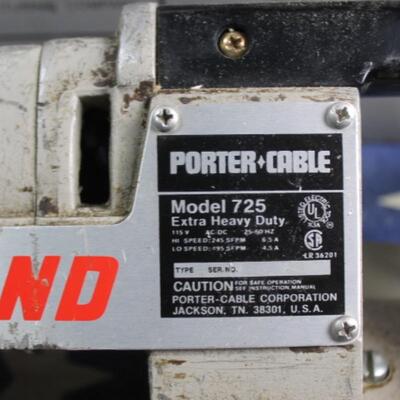 PORTER+CABLE
Model 725
Extra Heavy Duty
115 V AC-DC 25-60 HZ
HI SPEED: 245 SFPM 6.5 A
LO SPEED: 195 SFPM 4.5 A
TYPE SER. NO.
CAUTION FOR SAFE OPERATION
SEE INSTRUCTION MANUAL
PORTER-CABLE CORPORATION
JACKSON, TN. 38301, U.S.A.
UL
LR 36201
ND